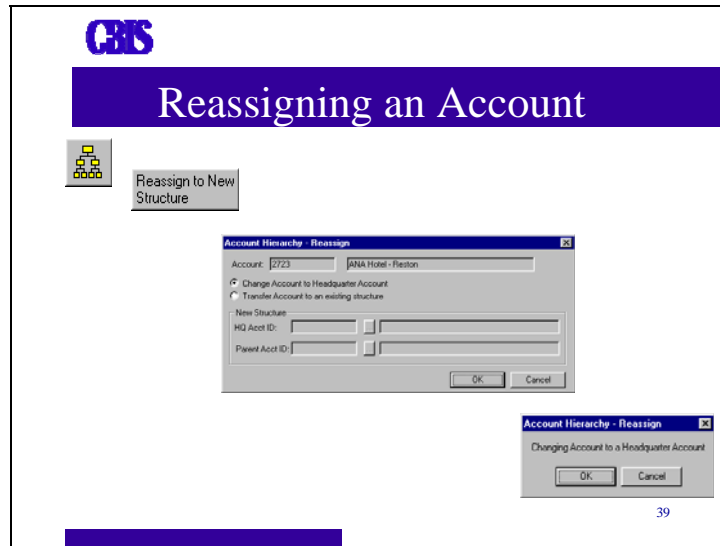 CBIS
Reassigning an Account
Reassign to New
Structure
Account Hierarchy - Reassign
Account: 2723 ANA Hotel - Reston
Change Account to Headquarter Account
Transfer Account to an existing structure
New Structure
HQ Acct ID:
Parent Acct ID:
OK Cancel
Account Hierarchy - Reassign
Changing Account to a Headquarter Account
OK Cancel
39